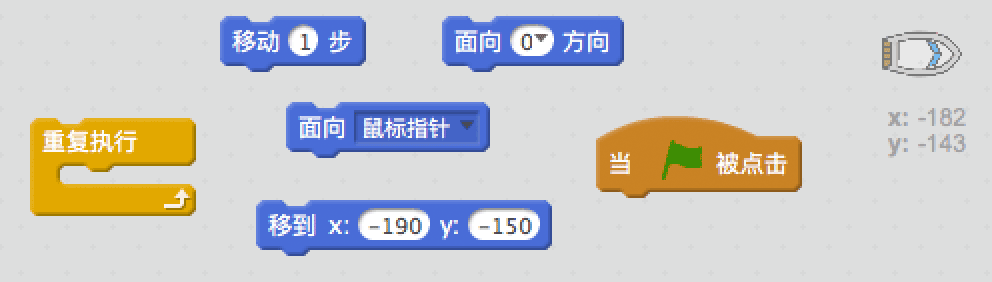 移动 1 步
面向 0 方向
面向 鼠标指针
重复执行
当 被点击
x: -182
y: -143
移到 x: -190 y: -150